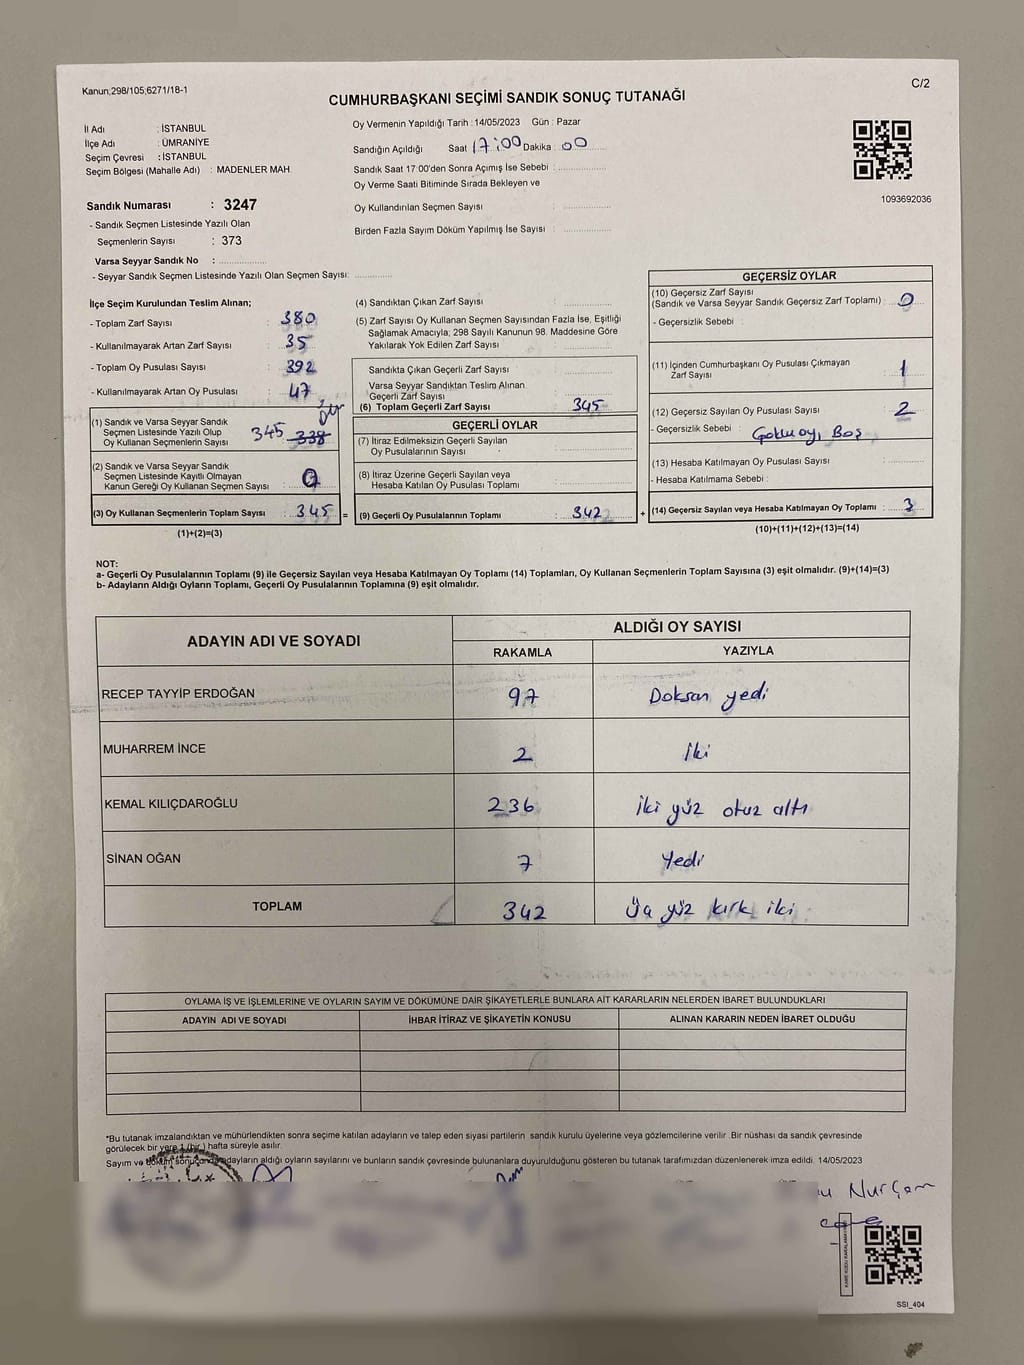 Kanun;298/105;6271/18-1
C/2
CUMHURBAŞKANI SEÇİMİ SANDIK SONUÇ TUTANAĞI
İl Adı : İSTANBUL
İlçe Adı : ÜMRANİYE
Seçim Çevresi : İSTANBUL
Seçim Bölgesi (Mahalle Adı) : MADENLER MAH.
Sandık Numarası : 3247
- Sandık Seçmen Listesinde Yazılı Olan
Seçmenlerin Sayısı : 373
Varsa Seyyar Sandık No :
- Seyyar Sandık Seçmen Listesinde Yazılı Olan Seçmen Sayısı:
Oy Vermenin Yapıldığı Tarih :14/05/2023 Gün : Pazar
Sandığın Açıldığı Saat 17:00 Dakika : 00
Sandık Saat 17:00'den Sonra Açımış İse Sebebi :
Oy Verme Saati Bitiminde Sırada Bekleyen ve
Oy Kullandırılan Seçmen Sayısı :
Birden Fazla Sayım Döküm Yapılmış İse Sayısı :
1093692036
İlçe Seçim Kurulundan Teslim Alınan;
- Toplam Zarf Sayısı : 380
- Kullanılmayarak Artan Zarf Sayısı : 35
- Toplam Oy Pusulası Sayısı : 392
- Kullanılmayarak Artan Oy Pusulası : 47
(1) Sandık ve Varsa Seyyar Sandık
Seçmen Listesinde Yazılı Olup
Oy Kullanan Seçmenlerin Sayısı 345 338
(2) Sandık ve Varsa Seyyar Sandık
Seçmen Listesinde Kayıtlı Olmayan
Kanun Gereği Oy Kullanan Seçmen Sayısı :
(3) Oy Kullanan Seçmenlerin Toplam Sayısı : 345 =
(1)+(2)=(3)
(4) Sandıktan Çıkan Zarf Sayısı :
(5) Zarf Sayısı Oy Kullanan Seçmen Sayısından Fazla İse, Eşitliği
Sağlamak Amacıyla; 298 Sayılı Kanunun 98. Maddesine Göre
Yakılarak Yok Edilen Zarf Sayısı :
Sandıkta Çıkan Geçerli Zarf Sayısı :
Varsa Seyyar Sandıktan Teslim Alınan
Geçerli Zarf Sayısı :
(6) Toplam Geçerli Zarf Sayısı : 345
GEÇERLİ OYLAR
(7) İtiraz Edilmeksizin Geçerli Sayılan
Oy Pusulalarının Sayısı :
(8) İtiraz Üzerine Geçerli Sayılan veya
Hesaba Katılan Oy Pusulası Toplamı :
(9) Geçerli Oy Pusulalarının Toplamı : 342 +
GEÇERSİZ OYLAR
(10) Geçersiz Zarf Sayısı
(Sandık ve Varsa Seyyar Sandık Geçersiz Zarf Toplamı) : 0
- Geçersizlik Sebebi :
(11) İçinden Cumhurbaşkanı Oy Pusulası Çıkmayan
Zarf Sayısı : 1
(12) Geçersiz Sayılan Oy Pusulası Sayısı : 2
- Geçersizlik Sebebi : Çoklu oy, Boş
(13) Hesaba Katılmayan Oy Pusulası Sayısı :
- Hesaba Katılmama Sebebi :
(14) Geçersiz Sayılan veya Hesaba Katılmayan Oy Toplamı : 3
(10)+(11)+(12)+(13)=(14)
NOT:
a- Geçerli Oy Pusulalarının Toplamı (9) ile Geçersiz Sayılan veya Hesaba Katılmayan Oy Toplamı (14) Toplamları, Oy Kullanan Seçmenlerin Toplam Sayısına (3) eşit olmalıdır. (9)+(14)=(3)
b- Adayların Aldığı Oyların Toplamı, Geçerli Oy Pusulalarının Toplamına (9) eşit olmalıdır.
ADAYIN ADI VE SOYADI
ALDIĞI OY SAYISI
RAKAMLA YAZIYLA
RECEP TAYYİP ERDOĞAN 97 Doksan yedi
MUHARREM İNCE 2 İki
KEMAL KILIÇDAROĞLU 236 İki yüz otuz altı
SİNAN OĞAN 7 Yedi
TOPLAM 342 Üç yüz kırk iki
OYLAMA İŞ VE İŞLEMLERİNE VE OYLARIN SAYIM VE DÖKÜMÜNE DAİR ŞİKAYETLERLE BUNLARA AİT KARARLARIN NELERDEN İBARET BULUNDUKLARI
ADAYIN ADI VE SOYADI İHBAR İTİRAZ VE ŞİKAYETİN KONUSU ALINAN KARARIN NEDEN İBARET OLDUĞU
*Bu tutanak imzalandıktan ve mühürlendikten sonra seçime katılan adayların ve talep eden siyasi partilerin sandık kurulu üyelerine veya gözlemcilerine verilir. Bir nüshası da sandık çevresinde
görülecek bir yere 1 (bir ) hafta süreyle asılır.
Sayım ve döküm sonucunda adayların aldığı oyların sayılarını ve bunların sandık çevresinde bulunanlara duyurulduğunu gösteren bu tutanak tarafımızdan düzenlenerek imza edildi. 14/05/2023
SSI_404